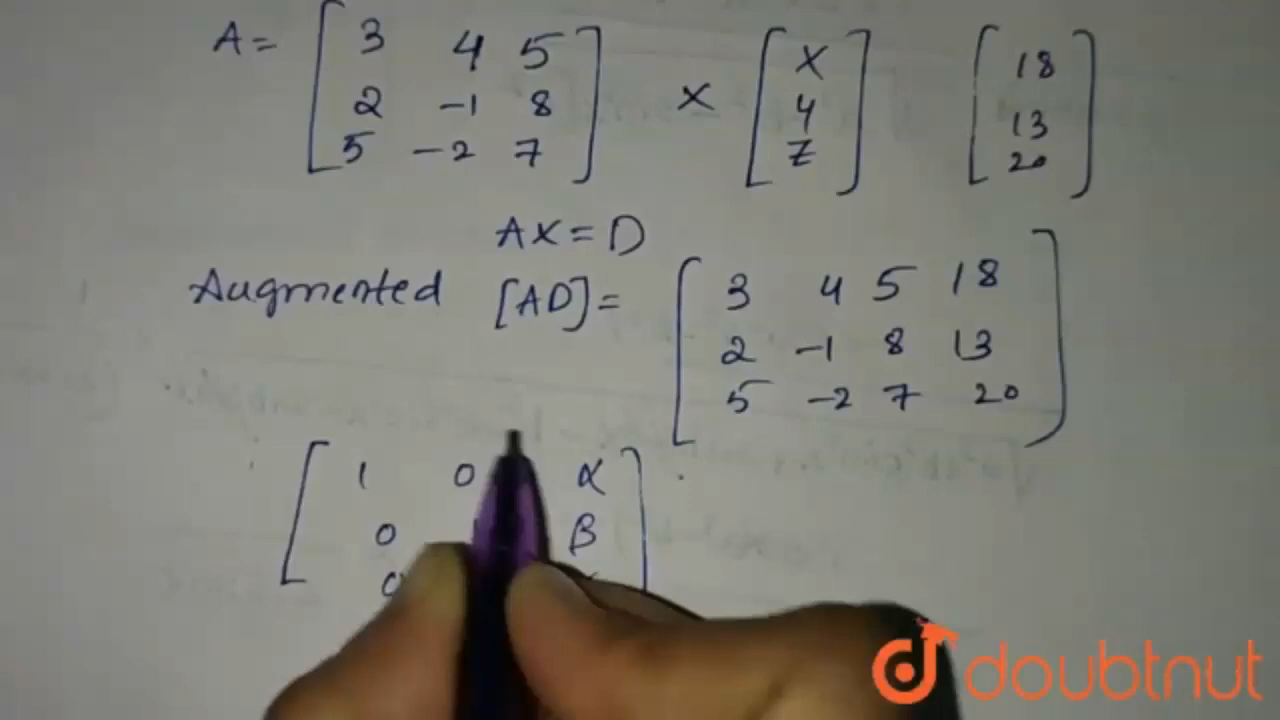 A= [ 3 4 5 ] × [ x ] [ 18 ]
[ 2 -1 8 ] [ y ] [ 13 ]
[ 5 -2 7 ] [ z ] [ 20 ]
AX = D
Augmented [AD] = [ 3 4 5 18 ]
[ 2 -1 8 13 ]
[ 5 -2 7 20 ]
[ 1 0 α ]
0 β
0
doubtnut